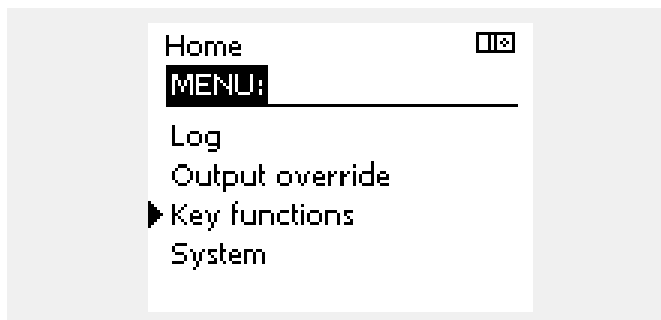 Home
MENU:
Log
Output override
Key functions
System